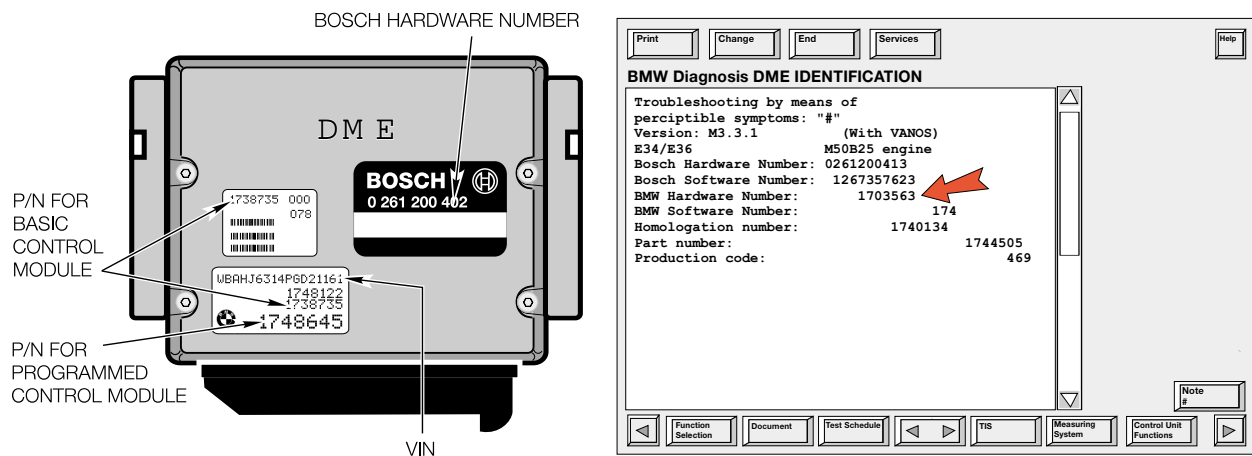 BOSCH HARDWARE NUMBER
DM E
BOSCH
0 261 200 402
P/N FOR
BASIC
CONTROL
MODULE
1738735 000
078
WBAHJ6314PGD21161
1748122
1738735
1748645
P/N FOR
PROGRAMMED
CONTROL MODULE
VIN
Print
Change
End
Services
Help
BMW Diagnosis DME IDENTIFICATION
Troubleshooting by means of
perciptible symptoms: "#"
Version: M3.3.1 (With VANOS)
E34/E36 M50B25 engine
Bosch Hardware Number: 0261200413
Bosch Software Number: 1267357623
BMW Hardware Number: 1703563
BMW Software Number: 174
Homologation number: 1740134
Part number: 1744505
Production code: 469
Note
#
Function
Selection
Document
Test Schedule
TIS
Measuring
System
Control Unit
Functions